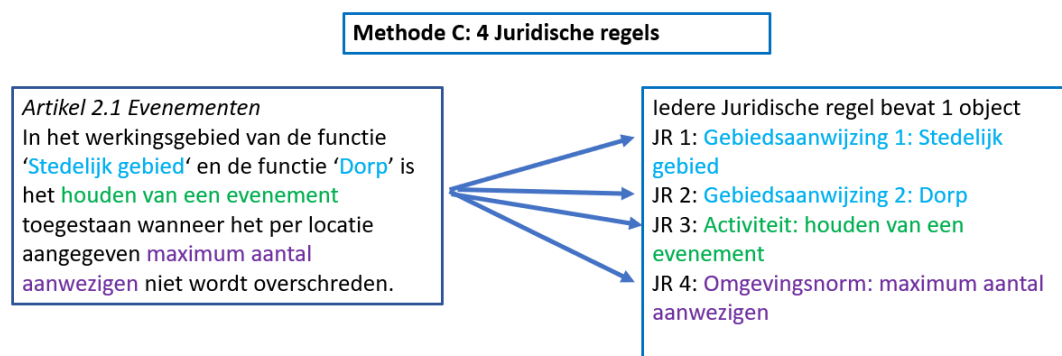 Methode C: 4 Juridische regels
Artikel 2.1 Evenementen
In het werkingsgebied van de functie
‘Stedelijk gebied‘ en de functie ‘Dorp’ is
het houden van een evenement
toegestaan wanneer het per locatie
aangegeven maximum aantal
aanwezigen niet wordt overschreden.
Iedere Juridische regel bevat 1 object
JR 1: Gebiedsaanwijzing 1: Stedelijk
gebied
JR 2: Gebiedsaanwijzing 2: Dorp
JR 3: Activiteit: houden van een
evenement
JR 4: Omgevingsnorm: maximum aantal
aanwezigen